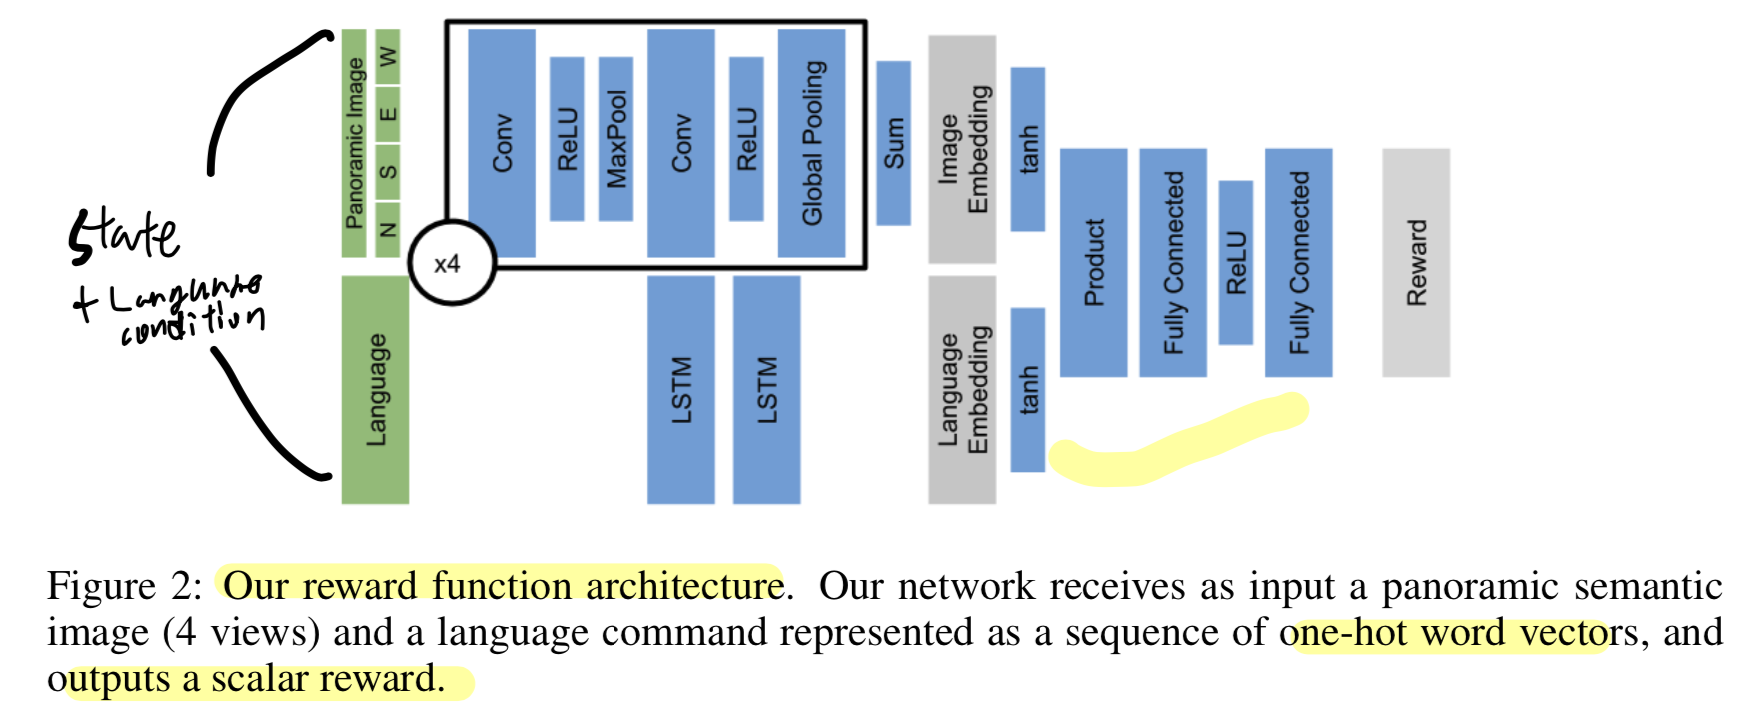 State
+ Language
condition
Panoramic Image
N S E W
Language
x4
Conv
ReLU
MaxPool
Conv
ReLU
Global Pooling
Sum
Image
Embedding
tanh
LSTM
LSTM
Language
Embedding
tanh
Product
Fully Connected
ReLU
Fully Connected
Reward
Figure 2: Our reward function architecture. Our network receives as input a panoramic semantic
image (4 views) and a language command represented as a sequence of one-hot word vectors, and
outputs a scalar reward.